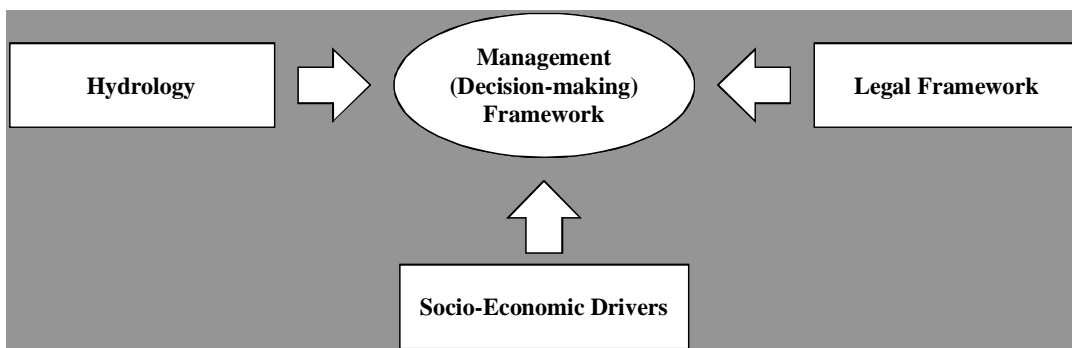 Hydrology
Management
(Decision-making)
Framework
Legal Framework
Socio-Economic Drivers